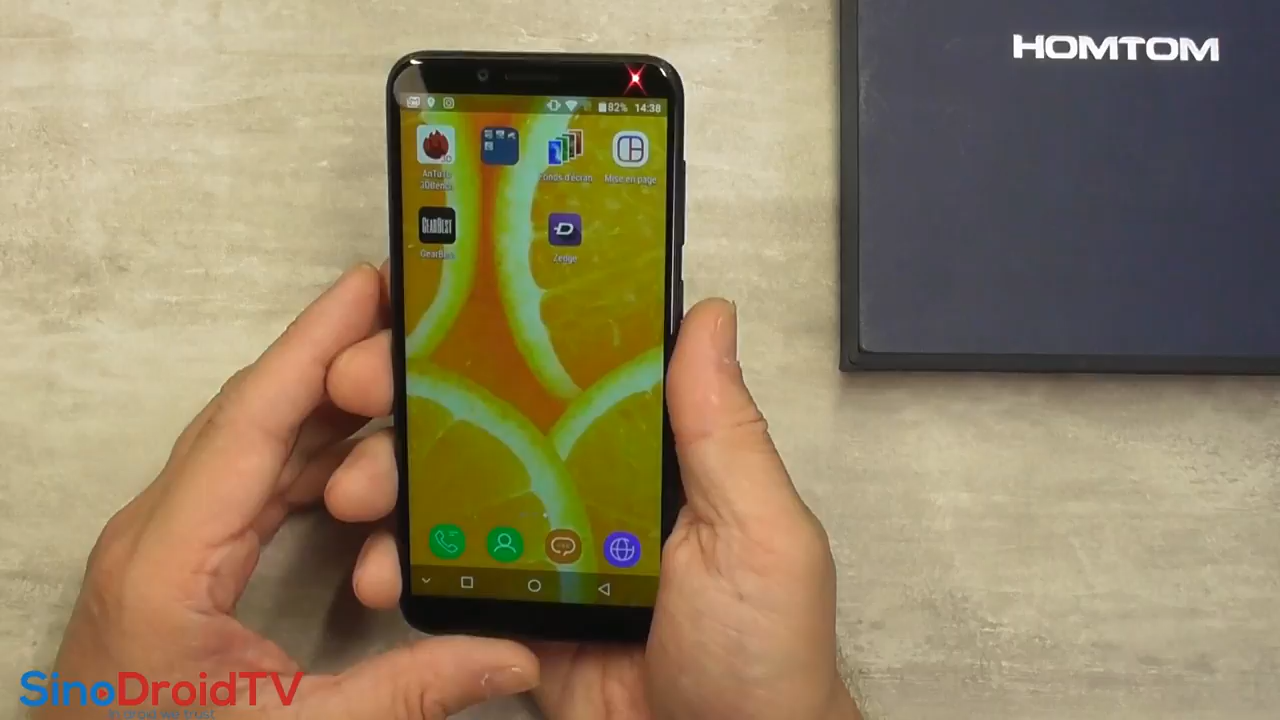 HOMTOM
82% 14:38
AnTuTu
3DBench
Fonds d'écran
Mise en page
GEARBEST
GearBest
Zedge
SinoDroidTV